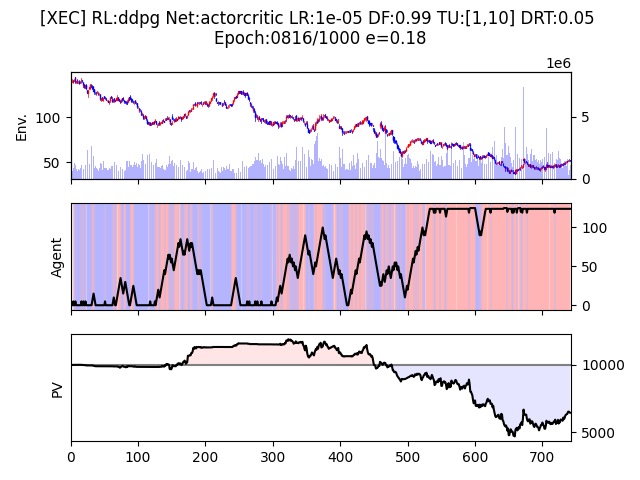 [XEC] RL:ddpg Net:actorcritic LR:1e-05 DF:0.99 TU:[1,10] DRT:0.05
Epoch:0816/1000 e=0.18
1e6
Env.
100
50
5
0
Agent
100
50
0
PV
10000
5000
0 100 200 300 400 500 600 700